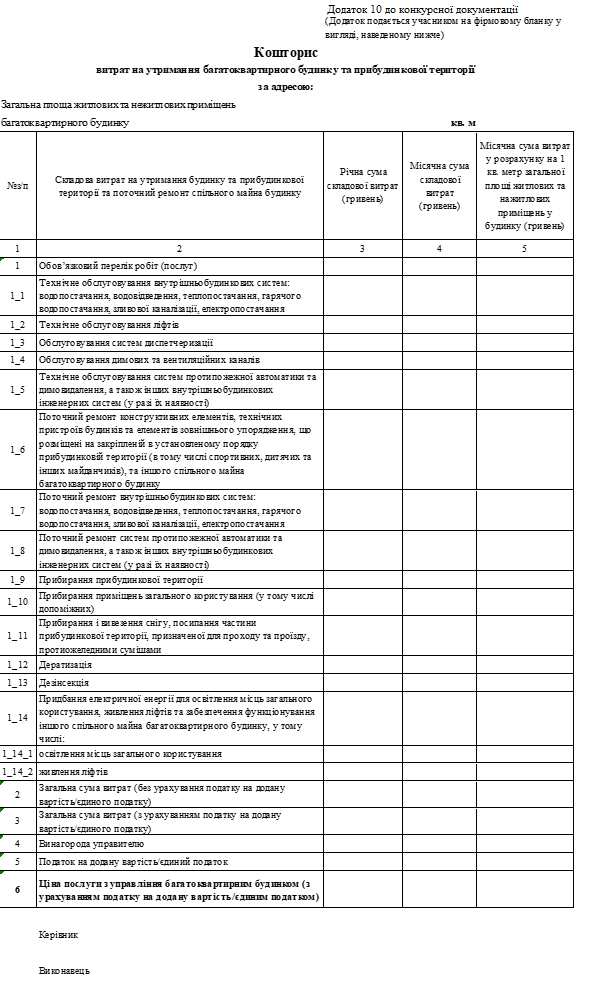 Додаток 10 до конкурсної документації
(Додаток подається учасником на фірмовому бланку у
вигляді, наведеному нижче)
Кошторис
витрат на утримання багатоквартирного будинку та прибудинкової території
за адресою:
Загальна площа житлових та нежитлових приміщень
багатоквартирного будинку кв. м
№з/п
Складова витрат на утримання будинку та прибудинкової
території та поточний ремонт спільного майна будинку
Річна сума
складової витрат
(гривень)
Місячна сума
складової
витрат
(гривень)
Місячна сума витрат
у розрахунку на 1
кв. метр загальної
площі житлових та
нажитлових
приміщень у
будинку (гривень)
1 2 3 4 5
1 Обов’язковий перелік робіт (послуг)
1_1
Технічне обслуговування внутрішньобудинкових систем:
водопостачання, водовідведення, теплопостачання, гарячого
водопостачання, зливової каналізації, електропостачання
1_2 Технічне обслуговування ліфтів
1_3 Обслуговування систем диспетчеризації
1_4 Обслуговування димових та вентиляційних каналів
1_5
Технічне обслуговування систем протипожежної автоматики та
димовидалення, а також інших внутрішньобудинкових
інженерних систем (у разі їх наявності)
1_6
Поточний ремонт конструктивних елементів, технічних
пристроїв будинків та елементів зовнішнього упорядження, що
розміщені на закріпленій в установленому порядку
прибудинковій території (в тому числі спортивних, дитячих та
інших майданчиків), та іншого спільного майна
багатоквартирного будинку
1_7
Поточний ремонт внутрішньобудинкових систем:
водопостачання, водовідведення, теплопостачання, гарячого
водопостачання, зливової каналізації, електропостачання
1_8
Поточний ремонт систем протипожежної автоматики та
димовидалення, а також інших внутрішньобудинкових
інженерних систем (у разі їх наявності)
1_9 Прибирання прибудинкової території
1_10
Прибирання приміщень загального користування (у тому числі
допоміжних)
1_11
Прибирання і вивезення снігу, посипання частини
прибудинкової території, призначеної для проходу та проїзду,
протиожеледними сумішами
1_12 Дератизація
1_13 Дезінсекція
1_14
Придбання електричної енергії для освітлення місць загального
користування, живлення ліфтів та забезпечення функціонування
іншого спільного майна багатоквартирного будинку, у тому
числі:
1_14_1 освітлення місць загального користування
1_14_2 живлення ліфтів
2
Загальна сума витрат (без урахування податку на додану
вартість/єдиного податку)
3
Загальна сума витрат (з урахуванням податку на додану
вартість/єдиного податку)
4 Винагорода управителю
5 Податок на додану вартість/єдиний податок
6
Ціна послуги з управління багатоквартирним будинком (з
урахуванням податку на додану вартість/єдиним податком)
Керівник
Виконавець